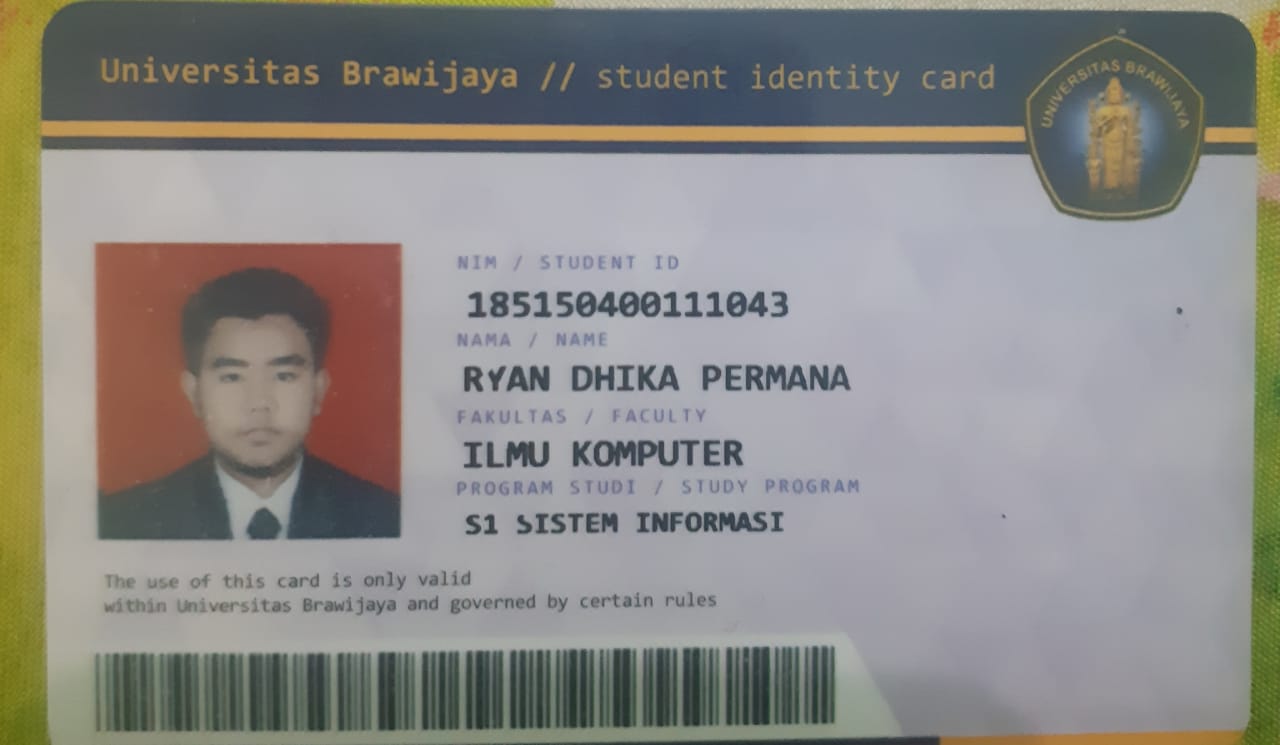 Universitas Brawijaya // student identity card
UNIVERSITAS BRAWIJAYA
NIM / STUDENT ID
185150400111043
NAMA / NAME
RYAN DHIKA PERMANA
FAKULTAS / FACULTY
ILMU KOMPUTER
PROGRAM STUDI / STUDY PROGRAM
S1 SISTEM INFORMASI
The use of this card is only valid
within Universitas Brawijaya and governed by certain rules